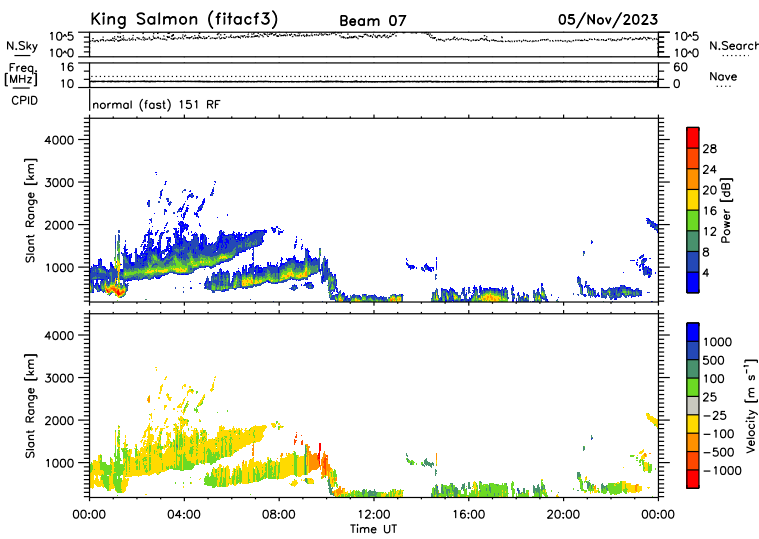 King Salmon (fitacf3) Beam 07 05/Nov/2023
N.Sky 10^5 10^0 10^5 10^0 N.Search
Freq. [MHz] 16 10 60 0 Nave
CPID normal (fast) 151 RF
Slant Range [km] 4000 3000 2000 1000
Power [dB] 28 24 20 16 12 8 4
Slant Range [km] 4000 3000 2000 1000
Velocity [m s⁻¹] 1000 500 100 25 −25 −100 −500 −1000
00:00 04:00 08:00 12:00 16:00 20:00 00:00
Time UT